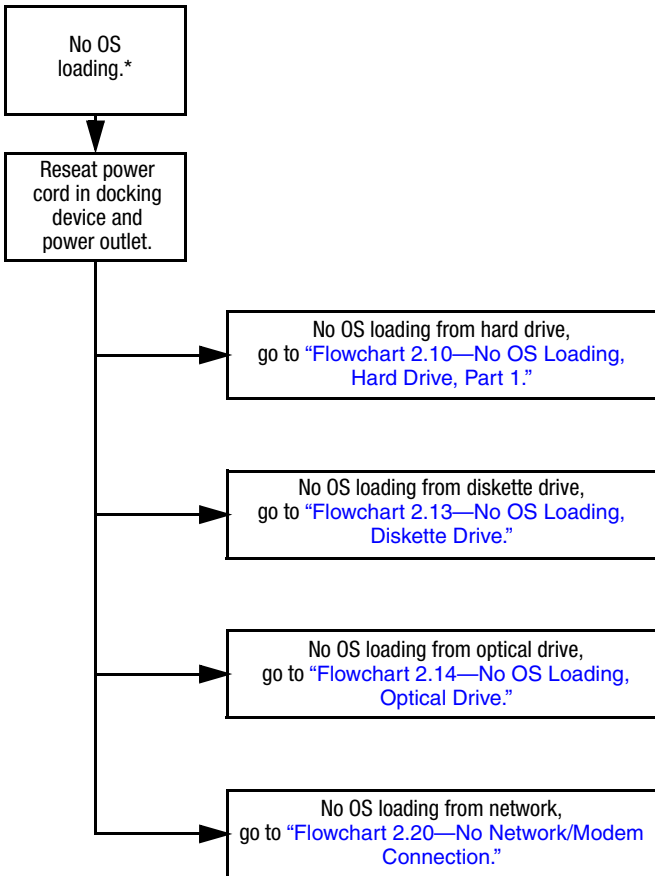 No OS
loading.*
Reseat power
cord in docking
device and
power outlet.
No OS loading from hard drive,
go to “Flowchart 2.10—No OS Loading,
Hard Drive, Part 1.”
No OS loading from diskette drive,
go to “Flowchart 2.13—No OS Loading,
Diskette Drive.”
No OS loading from optical drive,
go to “Flowchart 2.14—No OS Loading,
Optical Drive.”
No OS loading from network,
go to “Flowchart 2.20—No Network/Modem
Connection.”